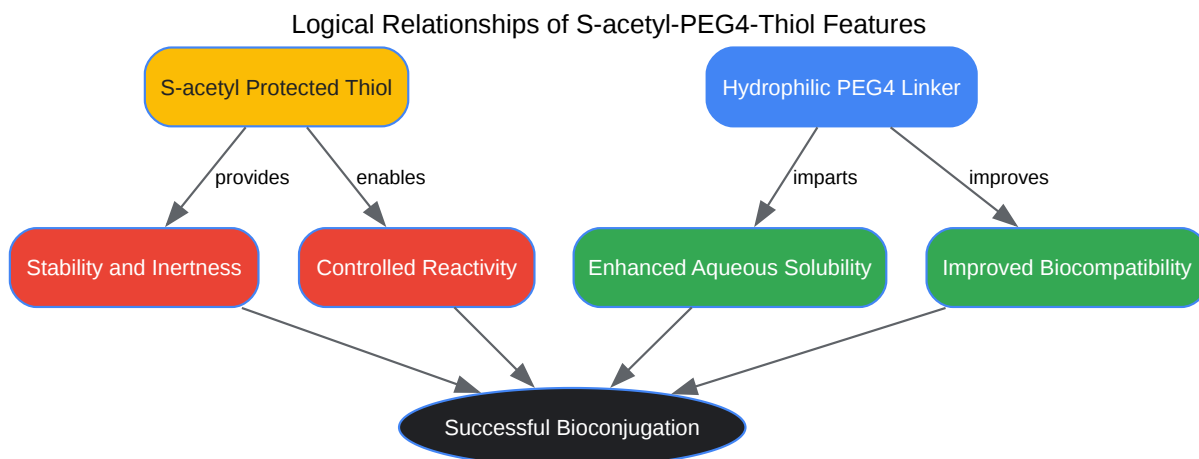 Logical Relationships of S-acetyl-PEG4-Thiol Features
S-acetyl Protected Thiol
Hydrophilic PEG4 Linker
provides
enables
imparts
improves
Stability and Inertness
Controlled Reactivity
Enhanced Aqueous Solubility
Improved Biocompatibility
Successful Bioconjugation